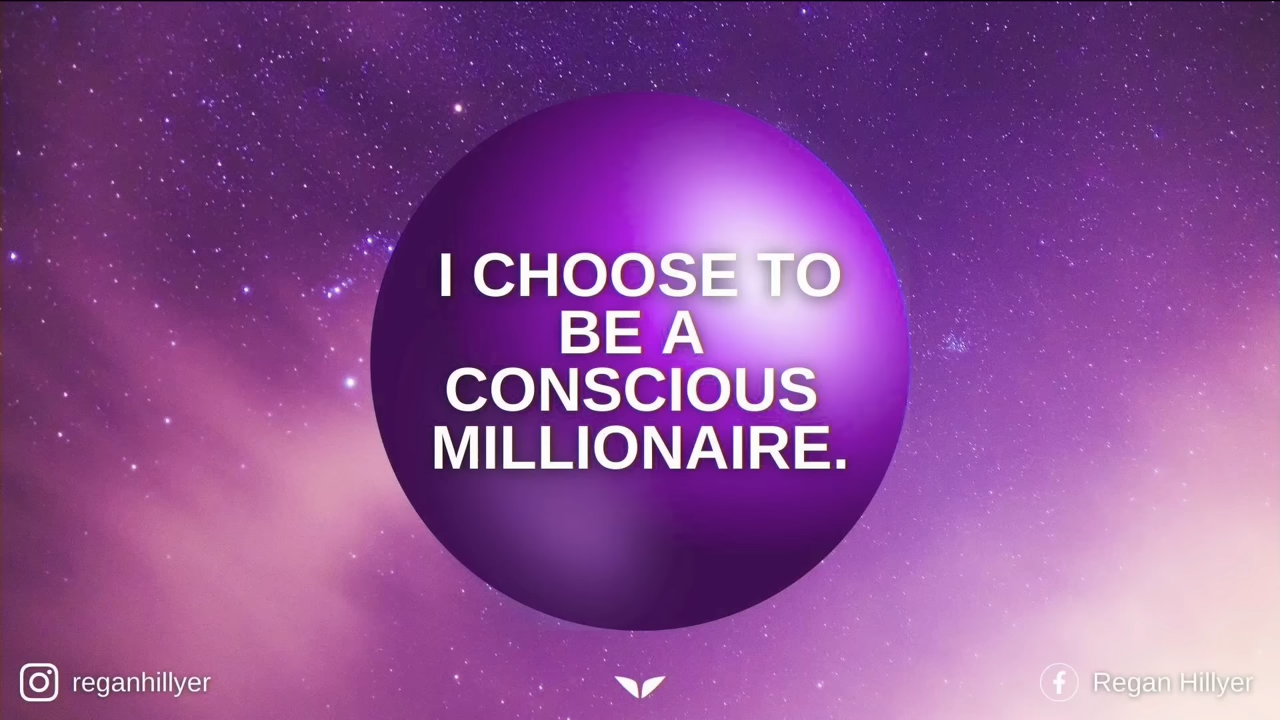 I CHOOSE TO
BE A
CONSCIOUS
MILLIONAIRE.
reganhillyer
Regan Hillyer